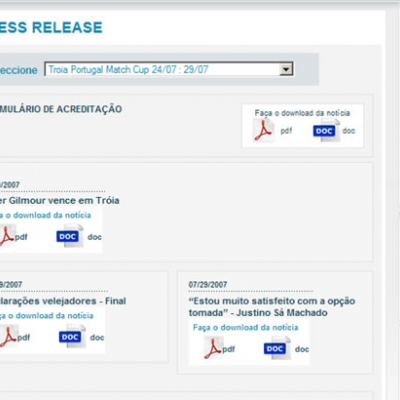 ESS RELEASE
eccione Troia Portugal Match Cup 24/07 : 29/07
MULÁRIO DE ACREDITAÇÃO
Faça o download da notícia
pdf DOC doc
/2007
er Gilmour vence em Tróia
a o download da notícia
pdf DOC doc
9/2007
larações velejadores - Final
a o download da notícia
pdf DOC doc
07/29/2007
“Estou muito satisfeito com a opção
tomada” - Justino Sá Machado
Faça o download da notícia
pdf DOC doc